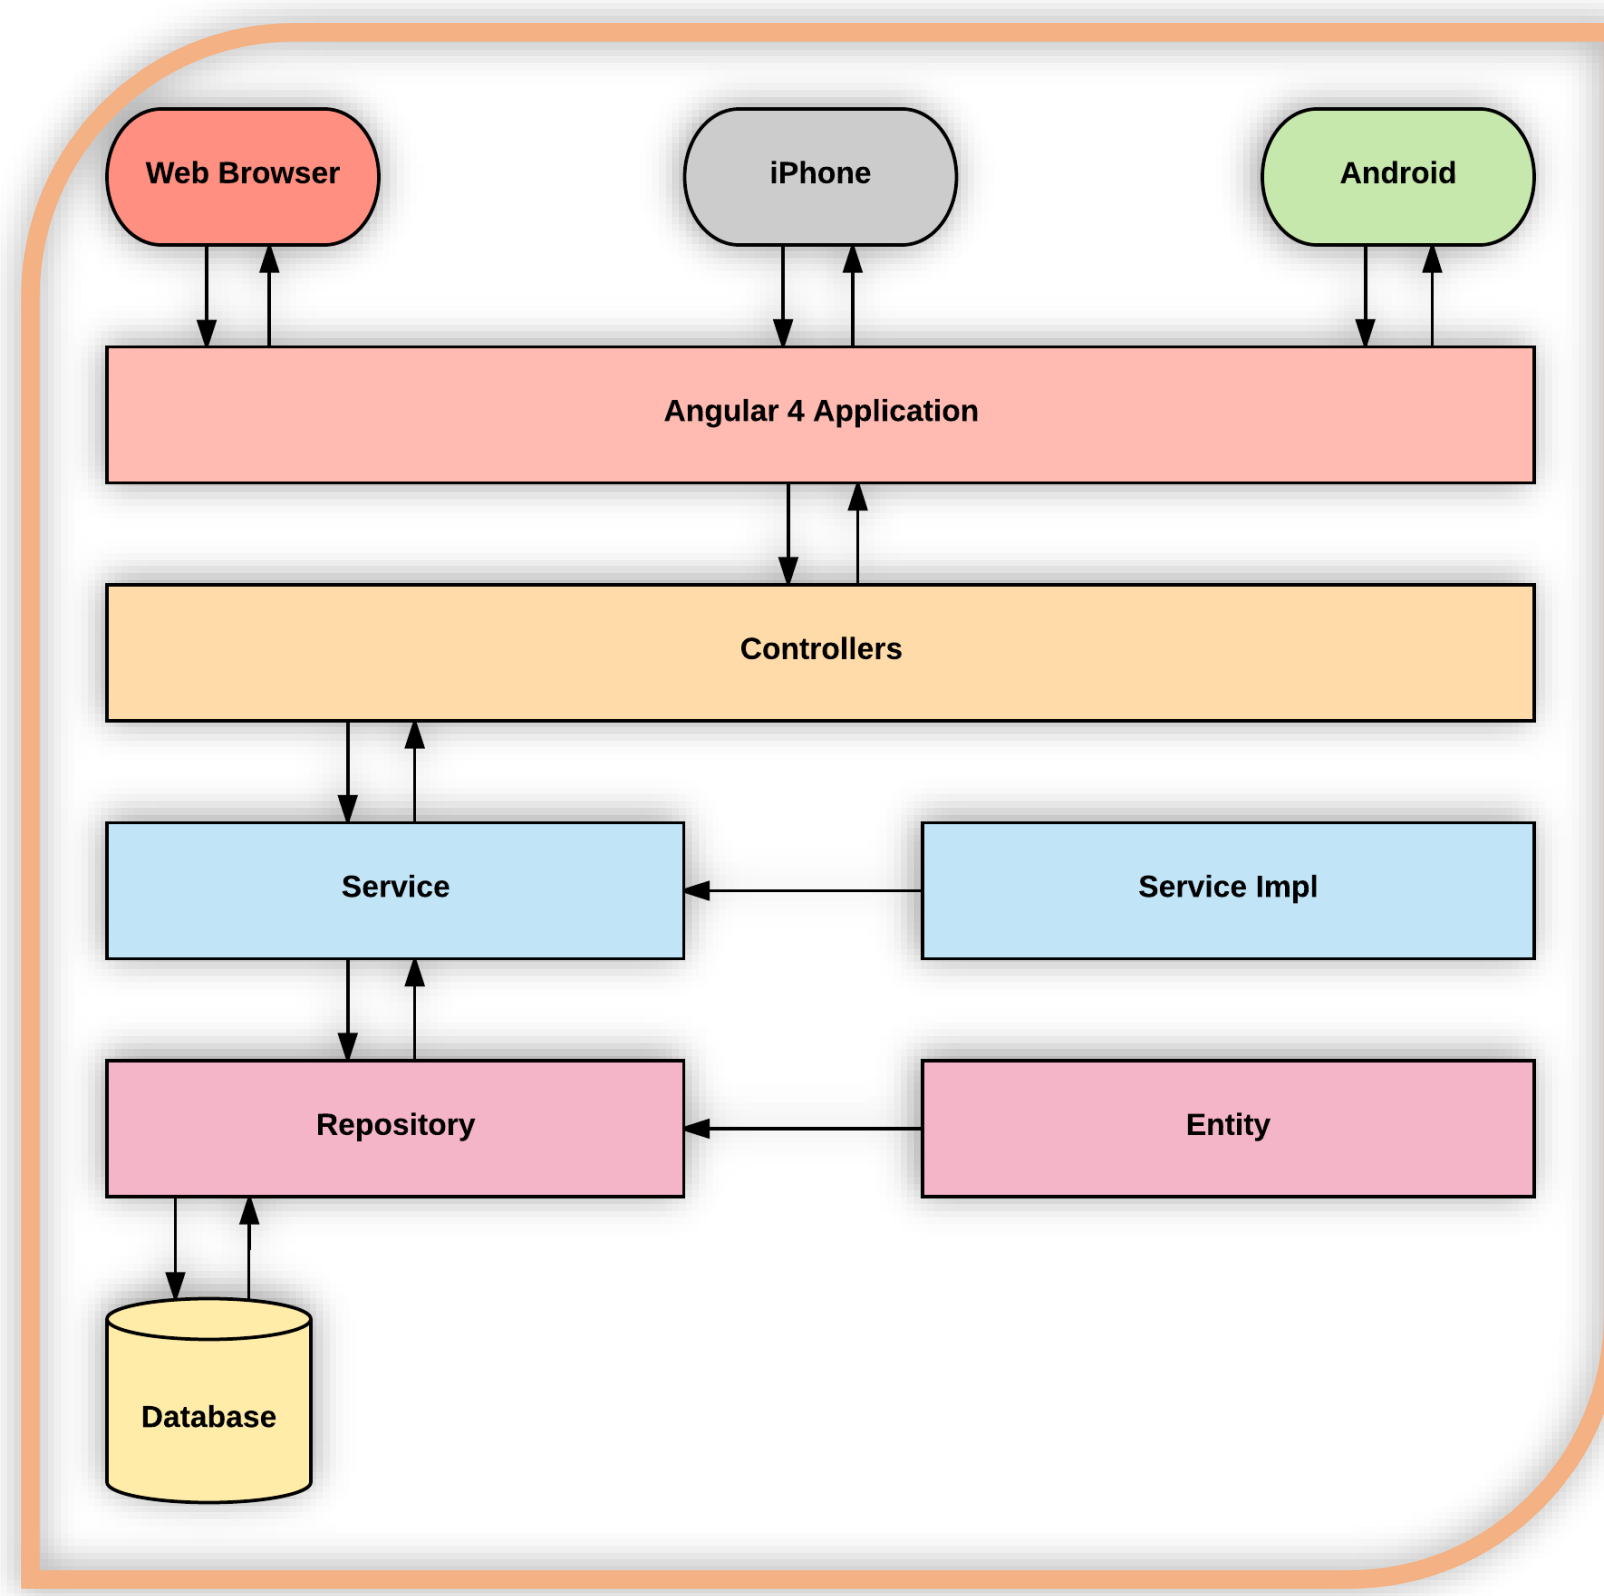 Web Browser
iPhone
Android
Angular 4 Application
Controllers
Service
Service Impl
Repository
Entity
Database